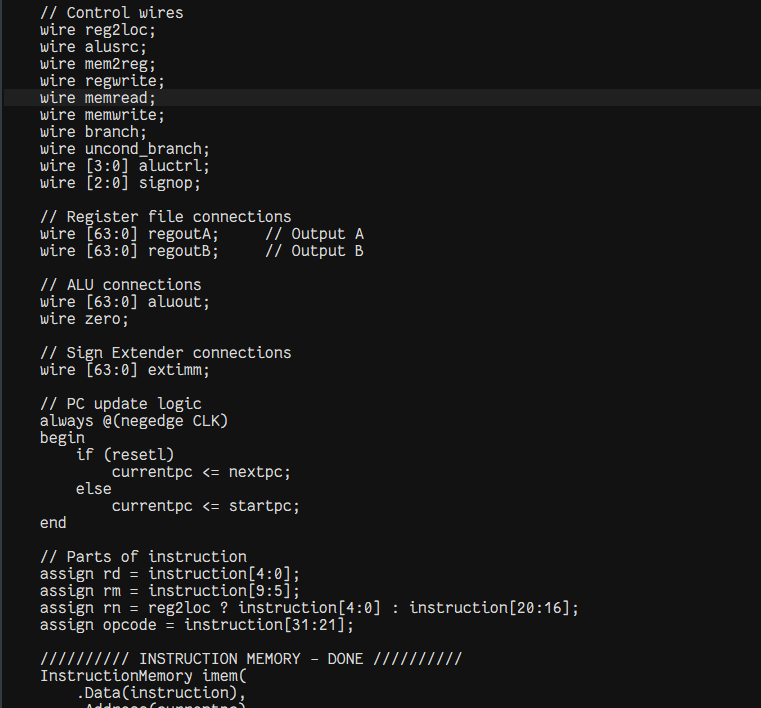 // Control wires
wire reg2loc;
wire alusrc;
wire mem2reg;
wire regwrite;
wire memread;
wire memwrite;
wire branch;
wire uncond_branch;
wire [3:0] aluctrl;
wire [2:0] signop;
// Register file connections
wire [63:0] regoutA;     // Output A
wire [63:0] regoutB;     // Output B
// ALU connections
wire [63:0] aluout;
wire zero;
// Sign Extender connections
wire [63:0] extimm;
// PC update logic
always @(negedge CLK)
begin
    if (resetl)
        currentpc <= nextpc;
    else
        currentpc <= startpc;
end
// Parts of instruction
assign rd = instruction[4:0];
assign rm = instruction[9:5];
assign rn = reg2loc ? instruction[4:0] : instruction[20:16];
assign opcode = instruction[31:21];
////////// INSTRUCTION MEMORY - DONE //////////
InstructionMemory imem(
    .Data(instruction),